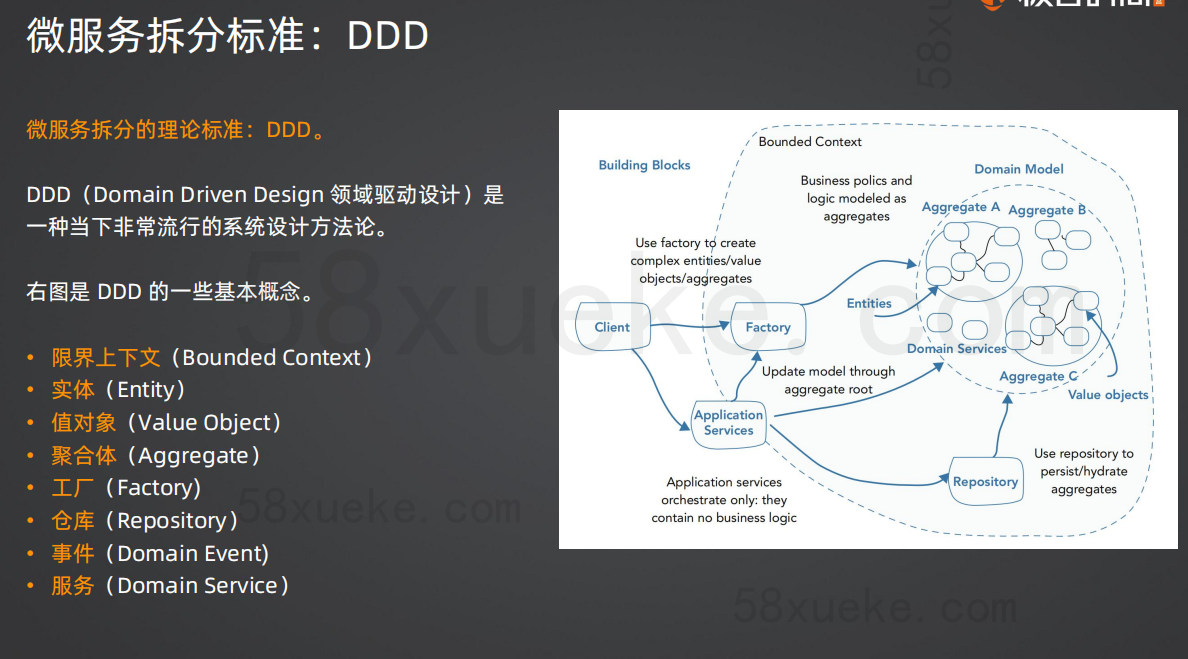 微服务拆分标准：DDD
微服务拆分的理论标准：DDD。
DDD（Domain Driven Design 领域驱动设计）是
一种当下非常流行的系统设计方法论。
右图是 DDD 的一些基本概念。
• 限界上下文（Bounded Context）
• 实体（Entity）
• 值对象（Value Object）
• 聚合体（Aggregate）
• 工厂（Factory）
• 仓库（Repository）
• 事件（Domain Event)
• 服务（Domain Service）
Building Blocks
Bounded Context
Domain Model
Business polics and
logic modeled as
aggregates
Aggregate A
Aggregate B
Use factory to create
complex entities/value
objects/aggregates
Entities
Client
Factory
Domain Services
Update model through
aggregate root
Aggregate C
Value objects
Application
Services
Use repository to
persist/hydrate
aggregates
Repository
Application services
orchestrate only: they
contain no business logic
58xueke.com
58xueke.com
58xueke.com
58xu